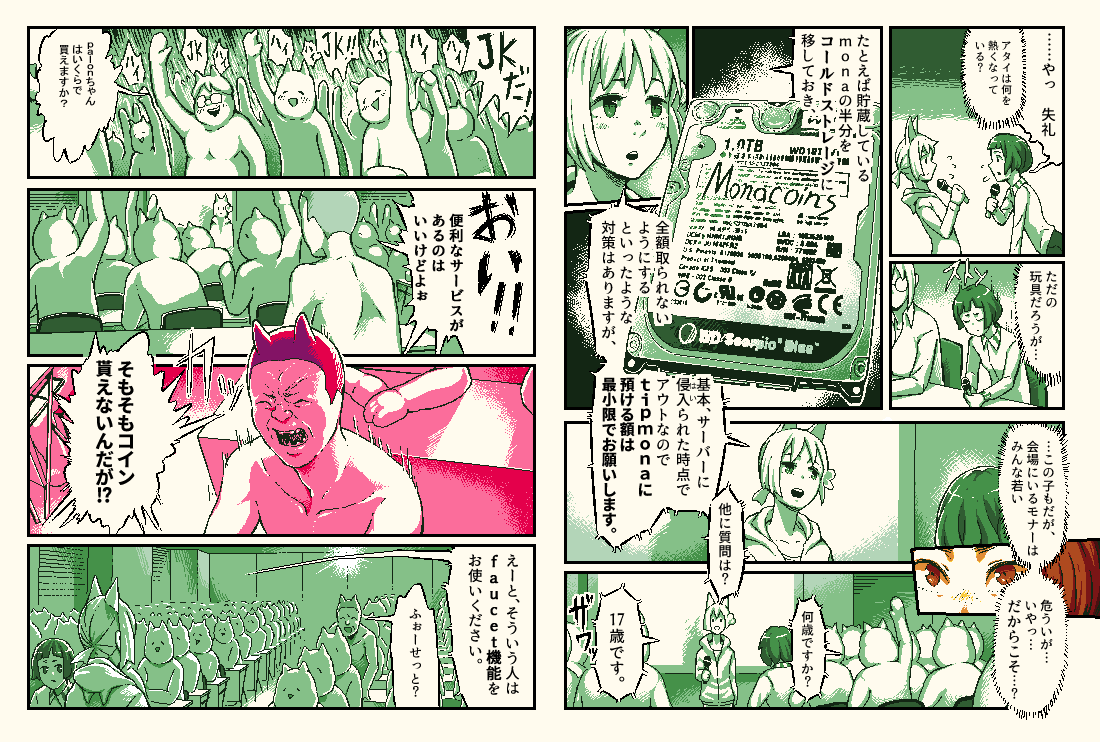 ……やっ
失礼
アタイは何を
熱くなって
いる?
ただの
玩具だろうが…
たとえば貯蔵している
monaの半分を
コールドストレージに
移しておき、
1.0TB
Monacoins
WD Scorpio Blue
全額取られない
ようにする
といったような
対策はありますが、
基本、サーバーに
侵入られた時点で
はい
アウトなので
tipmonaに
預ける額は
最小限でお願いします。
…この子もだが、
会場にいるモナーは
みんな若い
危ういが…
いやっ…
だからこそ…?
他に質問は?
何歳ですか?
17歳です。
ザワッ
JKだ!
JK
JK!!
palonちゃん
はいくらで
買えますか?
おい!!
便利なサービスが
あるのは
いいけどよぉ
そもそもコイン
貰えないんだが!?
えーと、そういう人は
faucet機能を
お使いください。
ふぉーせっと?